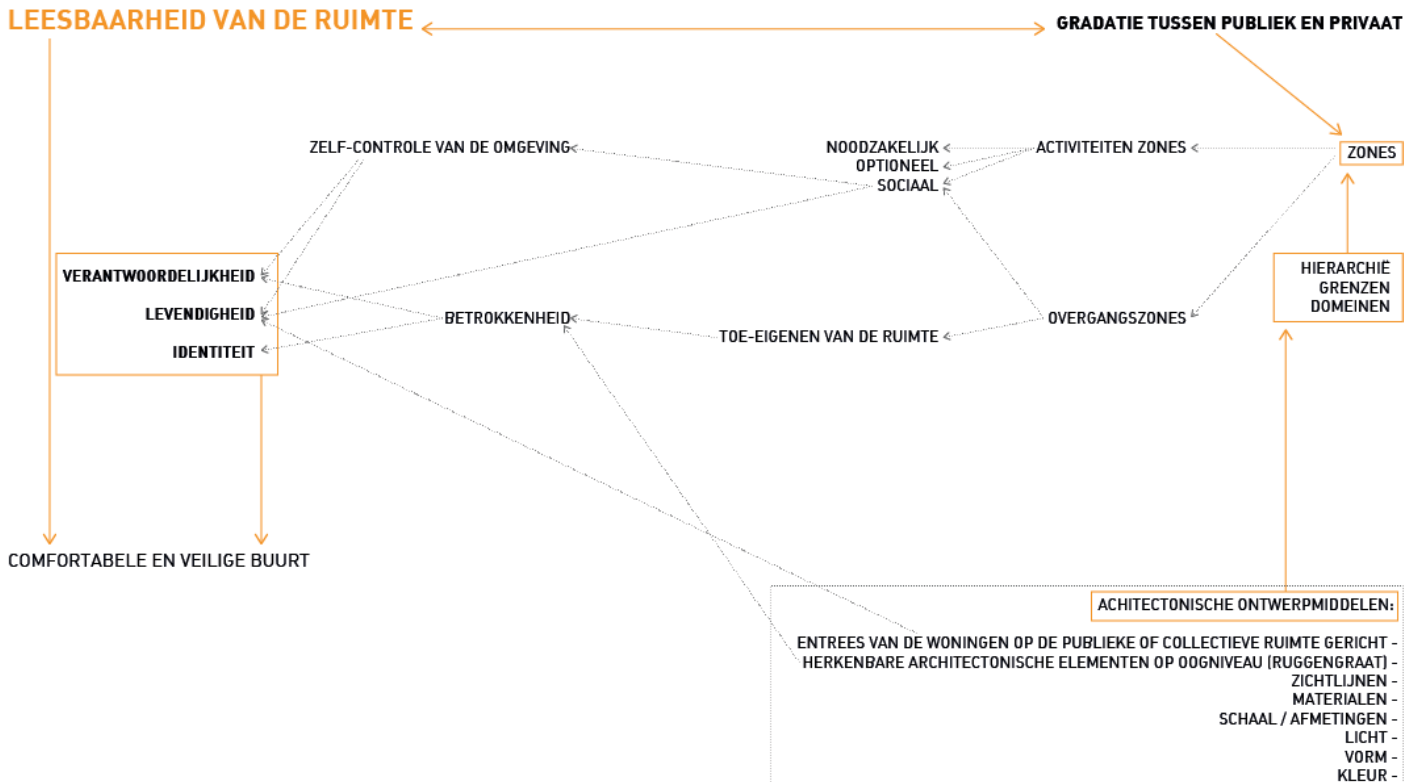 LEESBAARHEID VAN DE RUIMTE
GRADATIE TUSSEN PUBLIEK EN PRIVAAT
ZELF-CONTROLE VAN DE OMGEVING
NOODZAKELIJK
OPTIONEEL
SOCIAAL
ACTIVITEITEN ZONES
ZONES
VERANTWOORDELIJKHEID
LEVENDIGHEID
IDENTITEIT
BETROKKENHEID
TOE-EIGENEN VAN DE RUIMTE
OVERGANGSZONES
HIERARCHIË
GRENZEN
DOMEINEN
COMFORTABELE EN VEILIGE BUURT
ACHITECTONISCHE ONTWERPMIDDELEN:
ENTREES VAN DE WONINGEN OP DE PUBLIEKE OF COLLECTIEVE RUIMTE GERICHT -
HERKENBARE ARCHITECTONISCHE ELEMENTEN OP OOGNIVEAU (RUGGENGRAAT) -
ZICHTLIJNEN -
MATERIALEN -
SCHAAL / AFMETINGEN -
LICHT -
VORM -
KLEUR -